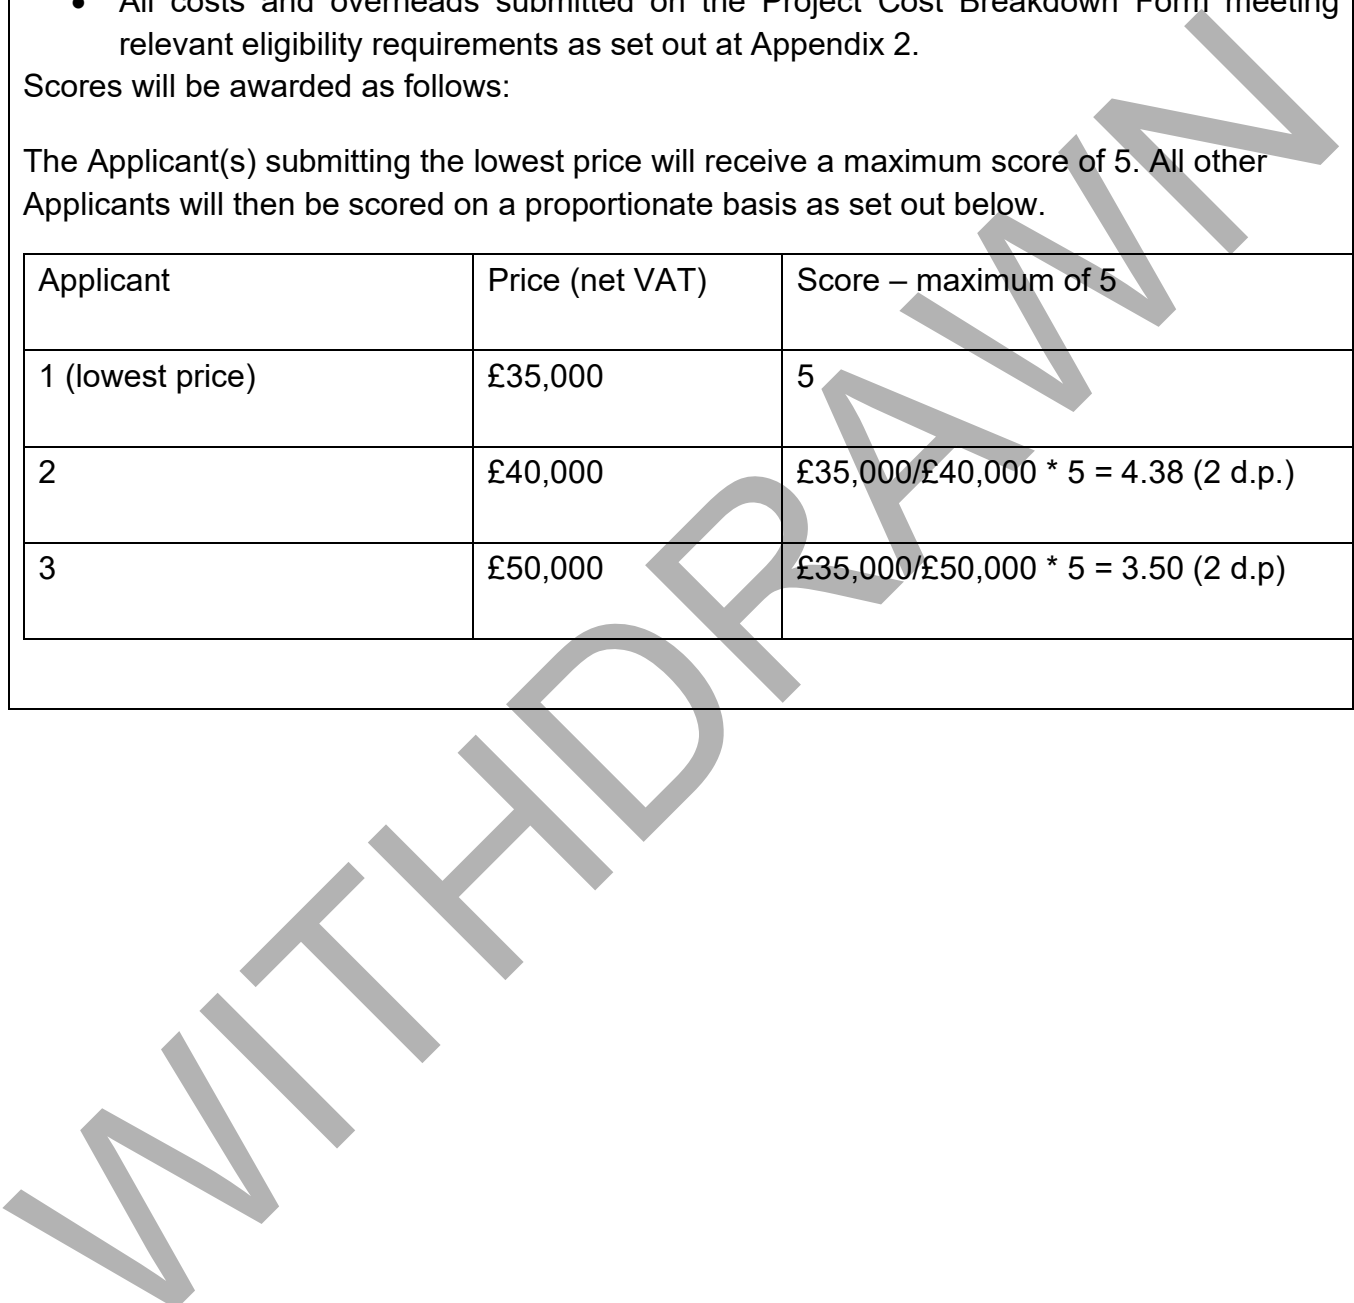 • All costs and overheads submitted on the Project Cost Breakdown Form meeting
relevant eligibility requirements as set out at Appendix 2.
Scores will be awarded as follows:
The Applicant(s) submitting the lowest price will receive a maximum score of 5. All other
Applicants will then be scored on a proportionate basis as set out below.
Applicant Price (net VAT) Score – maximum of 5
1 (lowest price) £35,000 5
2 £40,000 £35,000/£40,000 * 5 = 4.38 (2 d.p.)
3 £50,000 £35,000/£50,000 * 5 = 3.50 (2 d.p)
WITHDRAWN